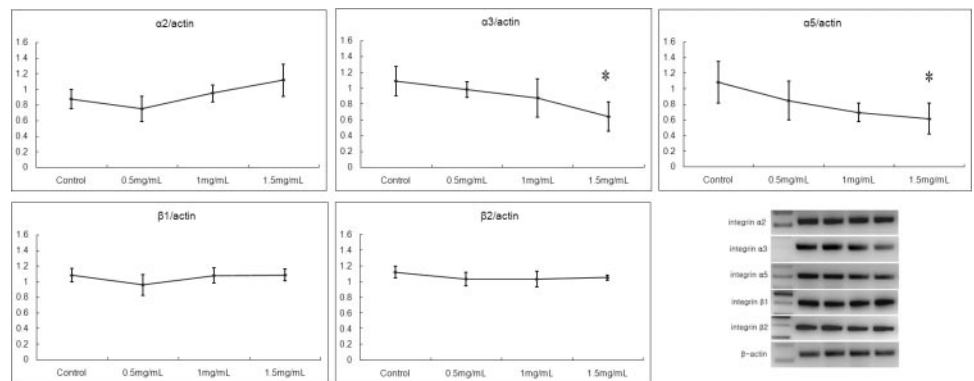 α2/actin
1.6
1.4
1.2
1
0.8
0.6
0.4
0.2
0
Control 0.5mg/mL 1mg/mL 1.5mg/mL
α3/actin
1.6
1.4
1.2
1
0.8
0.6
0.4
0.2
0
*
Control 0.5mg/mL 1mg/mL 1.5mg/mL
α5/actin
1.6
1.4
1.2
1
0.8
0.6
0.4
0.2
0
*
Control 0.5mg/mL 1mg/mL 1.5mg/mL
β1/actin
1.6
1.4
1.2
1
0.8
0.6
0.4
0.2
0
Control 0.5mg/mL 1mg/mL 1.5mg/mL
β2/actin
1.6
1.4
1.2
1
0.8
0.6
0.4
0.2
0
Control 0.5mg/mL 1mg/mL 1.5mg/mL
integrin α2
integrin α3
integrin α5
integrin β1
integrin β2
β-actin